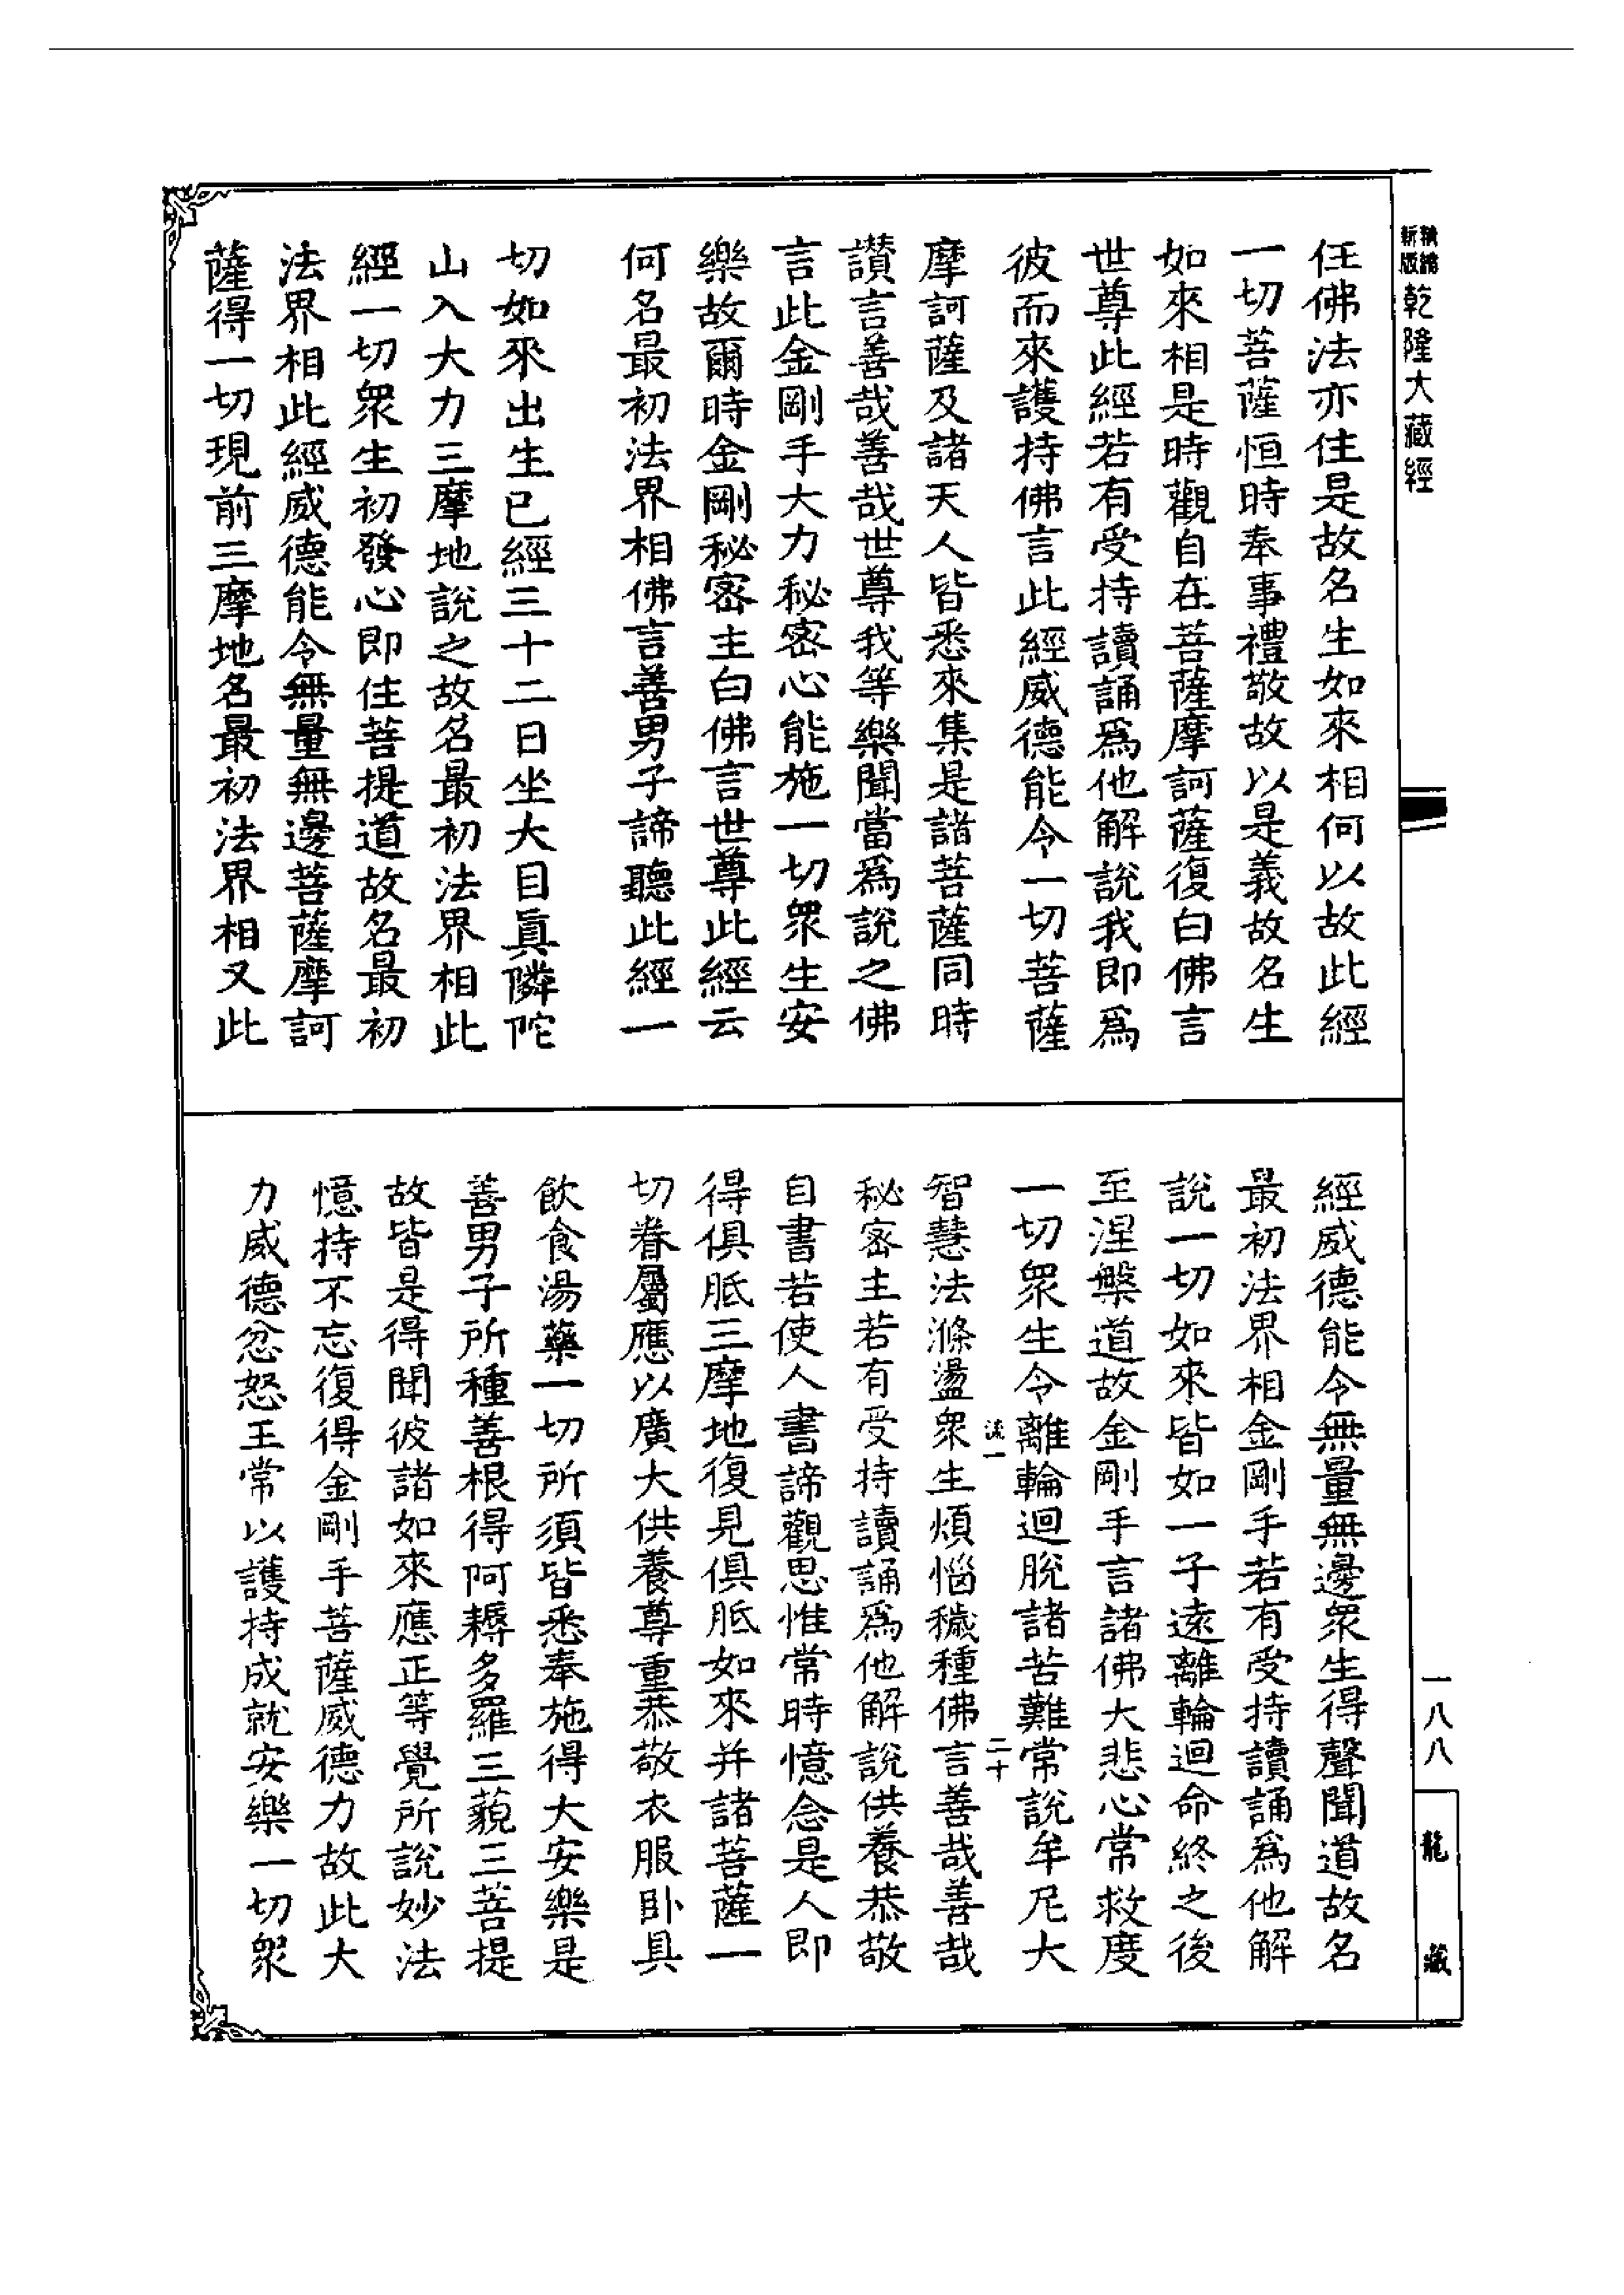 新編
新版
乾隆大藏經
任佛法亦住是故名生如來相何以故此經
一切菩薩恒時奉事禮敬故以是義故名生
如來相是時觀自在菩薩摩訶薩復白佛言
世尊此經若有受持讀誦爲他解說我即爲
彼而來護持佛言此經威德能令一切菩薩
摩訶薩及諸天人皆悉來集是諸菩薩同時
讃言善哉善哉世尊我等樂聞當爲說之佛
言此金剛手大力秘密心能施一切眾生安
樂故爾時金剛秘密主白佛言世尊此經云
何名最初法界相佛言善男子諦聽此經一
切如來出生已經三十二日坐大目眞隣陀
山入大力三摩地說之故名最初法界相此
經一切眾生初發心即住菩提道故名最初
法界相此經威德能令無量無邊菩薩摩訶
薩得一切現前三摩地名最初法界相又此
經威德能令無量無邊眾生得聲聞道故名
最初法界相金剛手若有受持讀誦爲他解
說一切如來皆如一子遠離輪迴命終之後
至涅槃道故金剛手言諸佛大悲心常救度
一切眾生令離輪迴脫諸苦難常說牟尼大
二十
智慧法滌盪眾生煩惱穢種佛言善哉善哉
秘密主若有受持讀誦爲他解說供養恭敬
自書若使人書諦觀思惟常時憶念是人即
得俱胝三摩地復見俱胝如來并諸菩薩一
切眷屬應以廣大供養尊重恭敬衣服卧具
飲食湯藥一切所須皆悉奉施得大安樂是
善男子所種善根得阿耨多羅三藐三菩提
故皆是得聞彼諸如來應正等覺所說妙法
憶持不忘復得金剛手菩薩威德力故此大
力威德忿怒王常以護持成就安樂一切眾
一八八
龍藏